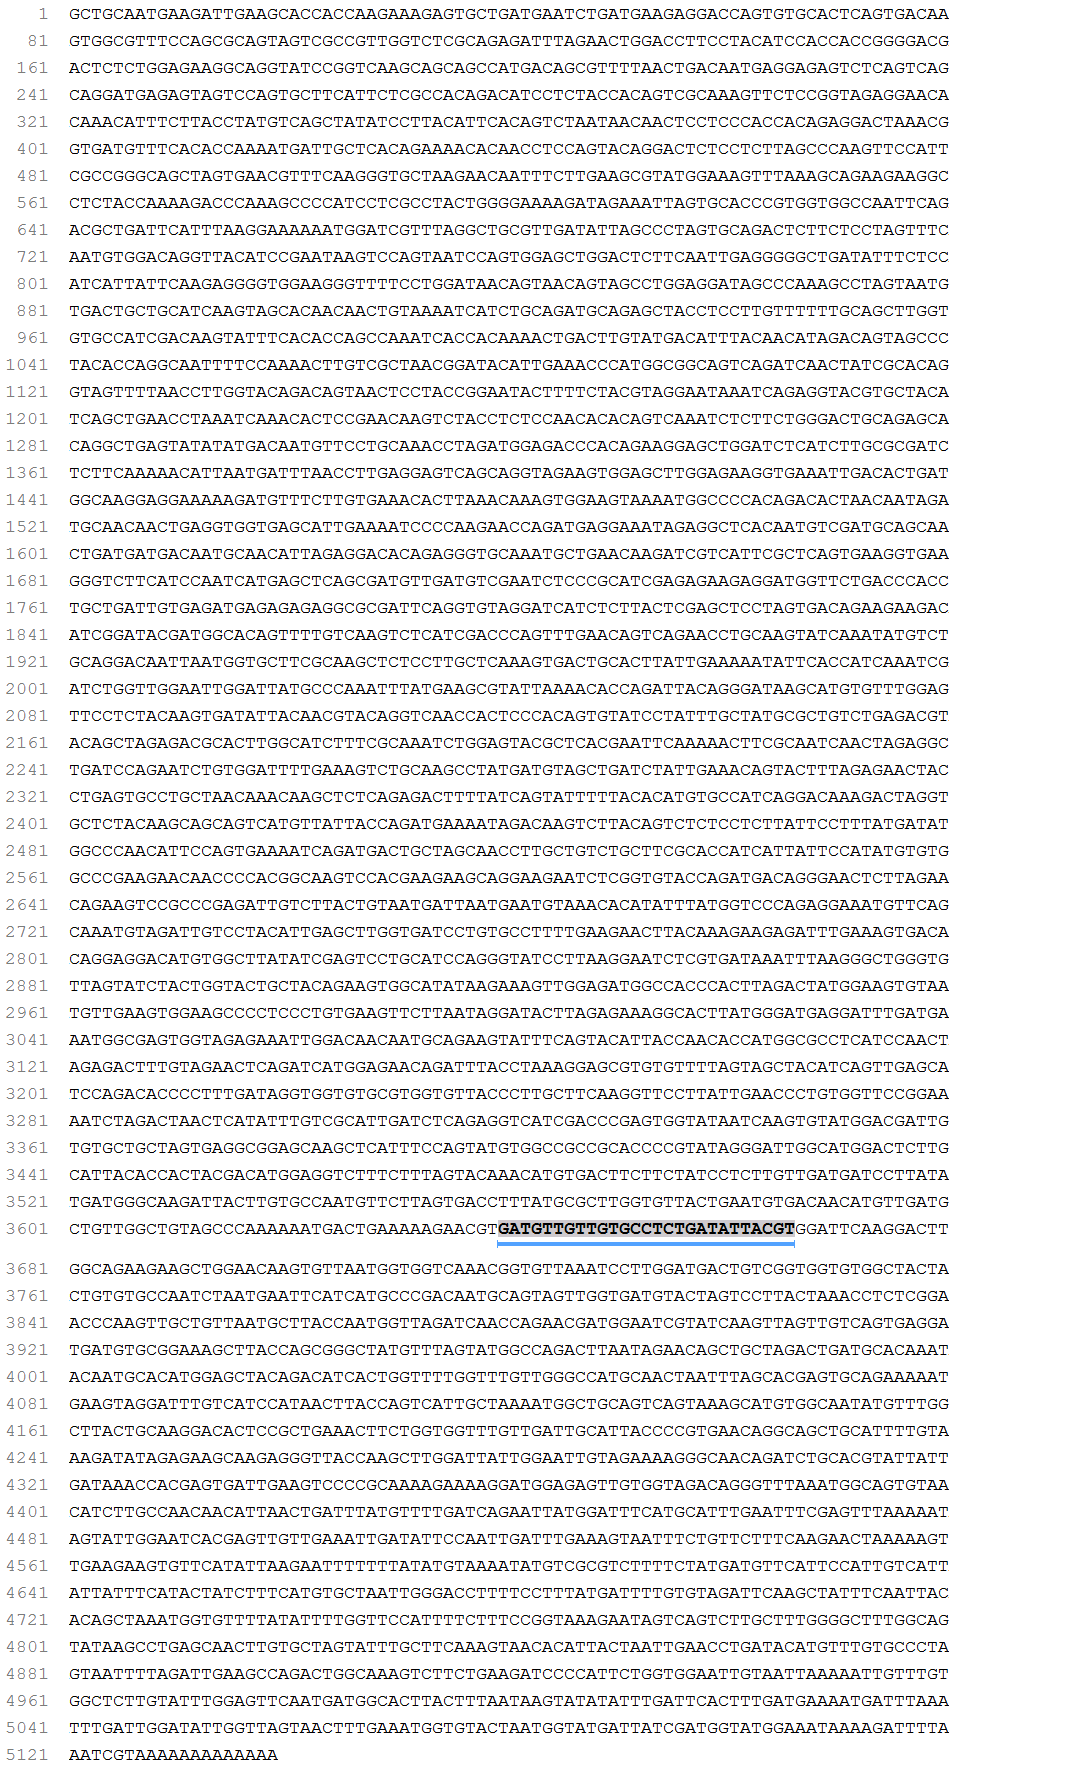 1 GCTGCAATGAAGATTGAAGCACCACCAAGAAAGAGTGCTGATGAATCTGATGAAGAGGACCAGTGTGCACTCAGTGACAA
81 GTGGCGTTTCCAGCGCAGTAGTCGCCGTTGGTCTCGCAGAGATTTAGAACTGGACCTTCCTACATCCACCACCGGGGACG
161 ACTCTCTGGAGAAGGCAGGTATCCGGTCAAGCAGCAGCCATGACAGCGTTTTAACTGACAATGAGGAGAGTCTCAGTCAG
241 CAGGATGAGAGTAGTCCAGTGCTTCATTCTCGCCACAGACATCCTCTACCACAGTCGCAAAGTTCTCCGGTAGAGGAACA
321 CAAACATTTCTTACCTATGTCAGCTATATCCTTACATTCACAGTCTAATAACAACTCCTCCCACCACAGAGGACTAAACG
401 GTGATGTTTCACACCAAAATGATTGCTCACAGAAAACACAACCTCCAGTACAGGACTCTCCTCTTAGCCCAAGTTCCATT
481 CGCCGGGCAGCTAGTGAACGTTTCAAGGGTGCTAAGAACAATTTCTTGAAGCGTATGGAAAGTTTAAAGCAGAAGAAGGC
561 CTCTACCAAAAGACCCAAAGCCCCATCCTCGCCTACTGGGGAAAAGATAGAAATTAGTGCACCCGTGGTGGCCAATTCAG
641 ACGCTGATTCATTTAAGGAAAAAATGGATCGTTTAGGCTGCGTTGATATTAGCCCTAGTGCAGACTCTTCTCCTAGTTTC
721 AATGTGGACAGGTTACATCCGAATAAGTCCAGTAATCCAGTGGAGCTGGACTCTTCAATTGAGGGGGCTGATATTTCTCC
801 ATCATTATTCAAGAGGGGTGGAAGGGTTTTCCTGGATAACAGTAACAGTAGCCTGGAGGATAGCCCAAAGCCTAGTAATG
881 TGACTGCTGCATCAAGTAGCACAACAACTGTAAAATCATCTGCAGATGCAGAGCTACCTCCTTGTTTTTTGCAGCTTGGT
961 GTGCCATCGACAAGTATTTCACACCAGCCAAATCACCACAAAACTGACTTGTATGACATTTACAACATAGACAGTAGCCC
1041 TACACCAGGCAATTTTCCAAAACTTGTCGCTAACGGATACATTGAAACCCATGGCGGCAGTCAGATCAACTATCGCACAG
1121 GTAGTTTTAACCTTGGTACAGACAGTAACTCCTACCGGAATACTTTTCTACGTAGGAATAAATCAGAGGTACGTGCTACA
1201 TCAGCTGAACCTAAATCAAACACTCCGAACAAGTCTACCTCTCCAACACACAGTCAAATCTCTTCTGGGACTGCAGAGCA
1281 CAGGCTGAGTATATATGACAATGTTCCTGCAAACCTAGATGGAGACCCACAGAAGGAGCTGGATCTCATCTTGCGCGATC
1361 TCTTCAAAAACATTAATGATTTAACCTTGAGGAGTCAGCAGGTAGAAGTGGAGCTTGGAGAAGGTGAAATTGACACTGAT
1441 GGCAAGGAGGAAAAAGATGTTTCTTGTGAAACACTTAAACAAAGTGGAAGTAAAATGGCCCCACAGACACTAACAATAGA
1521 TGCAACAACTGAGGTGGTGAGCATTGAAAATCCCCAAGAACCAGATGAGGAAATAGAGGCTCACAATGTCGATGCAGCAA
1601 CTGATGATGACAATGCAACATTAGAGGACACAGAGGGTGCAAATGCTGAACAAGATCGTCATTCGCTCAGTGAAGGTGAA
1681 GGGTCTTCATCCAATCATGAGCTCAGCGATGTTGATGTCGAATCTCCCGCATCGAGAGAAGAGGATGGTTCTGACCCACC
1761 TGCTGATTGTGAGATGAGAGAGAGGCGCGATTCAGGTGTAGGATCATCTCTTACTCGAGCTCCTAGTGACAGAAGAAGAC
1841 ATCGGATACGATGGCACAGTTTTGTCAAGTCTCATCGACCCAGTTTGAACAGTCAGAACCTGCAAGTATCAAATATGTCT
1921 GCAGGACAATTAATGGTGCTTCGCAAGCTCTCCTTGCTCAAAGTGACTGCACTTATTGAAAAATATTCACCATCAAATCG
2001 ATCTGGTTGGAATTGGATTATGCCCAAATTTATGAAGCGTATTAAAACACCAGATTACAGGGATAAGCATGTGTTTGGAG
2081 TTCCTCTACAAGTGATATTACAACGTACAGGTCAACCACTCCCACAGTGTATCCTATTTGCTATGCGCTGTCTGAGACGT
2161 ACAGCTAGAGACGCACTTGGCATCTTTCGCAAATCTGGAGTACGCTCACGAATTCAAAAACTTCGCAATCAACTAGAGGC
2241 TGATCCAGAATCTGTGGATTTTGAAAGTCTGCAAGCCTATGATGTAGCTGATCTATTGAAACAGTACTTTAGAGAACTAC
2321 CTGAGTGCCTGCTAACAAACAAGCTCTCAGAGACTTTTATCAGTATTTTTACACATGTGCCATCAGGACAAAGACTAGGT
2401 GCTCTACAAGCAGCAGTCATGTTATTACCAGATGAAAATAGACAAGTCTTACAGTCTCTCCTCTTATTCCTTTATGATAT
2481 GGCCCAACATTCCAGTGAAAATCAGATGACTGCTAGCAACCTTGCTGTCTGCTTCGCACCATCATTATTCCATATGTGTG
2561 GCCCGAAGAACAACCCCACGGCAAGTCCACGAAGAAGCAGGAAGAATCTCGGTGTACCAGATGACAGGGAACTCTTAGAA
2641 CAGAAGTCCGCCCGAGATTGTCTTACTGTAATGATTAATGAATGTAAACACATATTTATGGTCCCAGAGGAAATGTTCAG
2721 CAAATGTAGATTGTCCTACATTGAGCTTGGTGATCCTGTGCCTTTTGAAGAACTTACAAAGAAGAGATTTGAAAGTGACA
2801 CAGGAGGACATGTGGCTTATATCGAGTCCTGCATCCAGGGTATCCTTAAGGAATCTCGTGATAAATTTAAGGGCTGGGTG
2881 TTAGTATCTACTGGTACTGCTACAGAAGTGGCATATAAGAAAGTTGGAGATGGCCACCCACTTAGACTATGGAAGTGTAA
2961 TGTTGAAGTGGAAGCCCCTCCCTGTGAAGTTCTTAATAGGATACTTAGAGAAAGGCACTTATGGGATGAGGATTTGATGA
3041 AATGGCGAGTGGTAGAGAAATTGGACAACAATGCAGAAGTATTTCAGTACATTACCAACACCATGGCGCCTCATCCAACT
3121 AGAGACTTTGTAGAACTCAGATCATGGAGAACAGATTTACCTAAAGGAGCGTGTGTTTTAGTAGCTACATCAGTTGAGCA
3201 TCCAGACACCCCTTTGATAGGTGGTGTGCGTGGTGTTACCCTTGCTTCAAGGTTCCTTATTGAACCCTGTGGTTCCGGAA
3281 AATCTAGACTAACTCATATTTGTCGCATTGATCTCAGAGGTCATCGACCCGAGTGGTATAATCAAGTGTATGGACGATTG
3361 TGTGCTGCTAGTGAGGCGGAGCAAGCTCATTTCCAGTATGTGGCCGCCGCACCCCGTATAGGGATTGGCATGGACTCTTG
3441 CATTACACCACTACGACATGGAGGTCTTTCTTTAGTACAAACATGTGACTTCTTCTATCCTCTTGTTGATGATCCTTATA
3521 TGATGGGCAAGATTACTTGTGCCAATGTTCTTAGTGACCTTTATGCGCTTGGTGTTACTGAATGTGACAACATGTTGATG
3601 CTGTTGGCTGTAGCCCAAAAAATGACTGAAAAAGAACGTGATGTTGTTGTGCCTCTGATATTACGTGGATTCAAGGACTT
3681 GGCAGAAGAAGCTGGAACAAGTGTTAATGGTGGTCAAACGGTGTTAAATCCTTGGATGACTGTCGGTGGTGTGGCTACTA
3761 CTGTGTGCCAATCTAATGAATTCATCATGCCCGACAATGCAGTAGTTGGTGATGTACTAGTCCTTACTAAACCTCTCGGA
3841 ACCCAAGTTGCTGTTAATGCTTACCAATGGTTAGATCAACCAGAACGATGGAATCGTATCAAGTTAGTTGTCAGTGAGGA
3921 TGATGTGCGGAAAGCTTACCAGCGGGCTATGTTTAGTATGGCCAGACTTAATAGAACAGCTGCTAGACTGATGCACAAAT
4001 ACAATGCACATGGAGCTACAGACATCACTGGTTTTGGTTTGTTGGGCCATGCAACTAATTTAGCACGAGTGCAGAAAAAT
4081 GAAGTAGGATTTGTCATCCATAACTTACCAGTCATTGCTAAAATGGCTGCAGTCAGTAAAGCATGTGGCAATATGTTTGG
4161 CTTACTGCAAGGACACTCCGCTGAAACTTCTGGTGGTTTGTTGATTGCATTACCCCGTGAACAGGCAGCTGCATTTTGTA
4241 AAGATATAGAGAAGCAAGAGGGTTACCAAGCTTGGATTATTGGAATTGTAGAAAAGGGCAACAGATCTGCACGTATTATT
4321 GATAAACCACGAGTGATTGAAGTCCCCGCAAAAGAAAAGGATGGAGAGTTGTGGTAGACAGGGTTTAAATGGCAGTGTAA
4401 CATCTTGCCAACAACATTAACTGATTTATGTTTTGATCAGAATTATGGATTTCATGCATTTGAATTTCGAGTTTAAAAAT
4481 AGTATTGGAATCACGAGTTGTTGAAATTGATATTCCAATTGATTTGAAAGTAATTTCTGTTCTTTCAAGAACTAAAAAGT
4561 TGAAGAAGTGTTCATATTAAGAATTTTTTTATATGTAAAATATGTCGCGTCTTTTCTATGATGTTCATTCCATTGTCATT
4641 ATTATTTCATACTATCTTTCATGTGCTAATTGGGACCTTTTCCTTTATGATTTTGTGTAGATTCAAGCTATTTCAATTAC
4721 ACAGCTAAATGGTGTTTTATATTTTGGTTCCATTTTCTTTCCGGTAAAGAATAGTCAGTCTTGCTTTGGGGCTTTGGCAG
4801 TATAAGCCTGAGCAACTTGTGCTAGTATTTGCTTCAAAGTAACACATTACTAATTGAACCTGATACATGTTTGTGCCCTA
4881 GTAATTTTAGATTGAAGCCAGACTGGCAAAGTCTTCTGAAGATCCCCATTCTGGTGGAATTGTAATTAAAAATTGTTTGT
4961 GGCTCTTGTATTTGGAGTTCAATGATGGCACTTACTTTAATAAGTATATATTTGATTCACTTTGATGAAAATGATTTAAA
5041 TTTGATTGGATATTGGTTAGTAACTTTGAAATGGTGTACTAATGGTATGATTATCGATGGTATGGAAATAAAAGATTTTA
5121 AATCGTAAAAAAAAAAAAAA